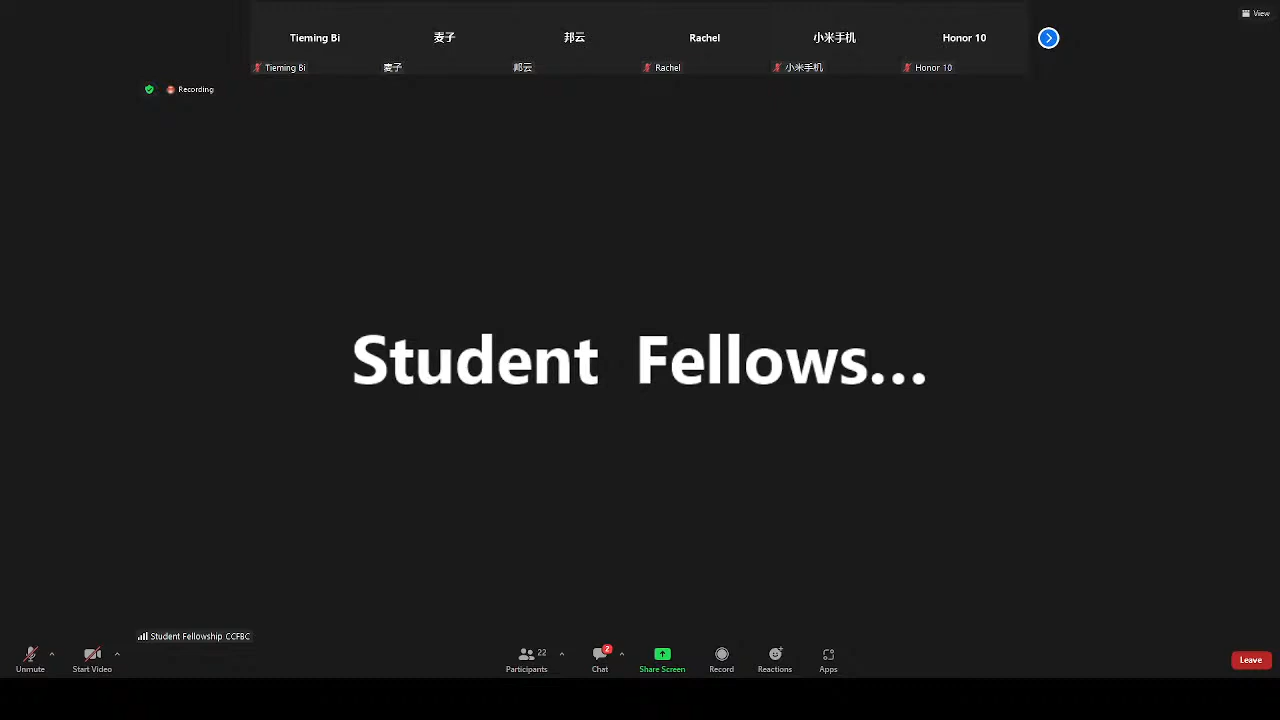 View
Tieming Bi 麦子 邦云 Rachel 小米手机 Honor 10
Tieming Bi 麦子 邦云 Rachel 小米手机 Honor 10
Recording
Student Fellows...
Student Fellowship CCFBC
22 2
Unmute Start Video Participants Chat Share Screen Record Reactions Apps Leave